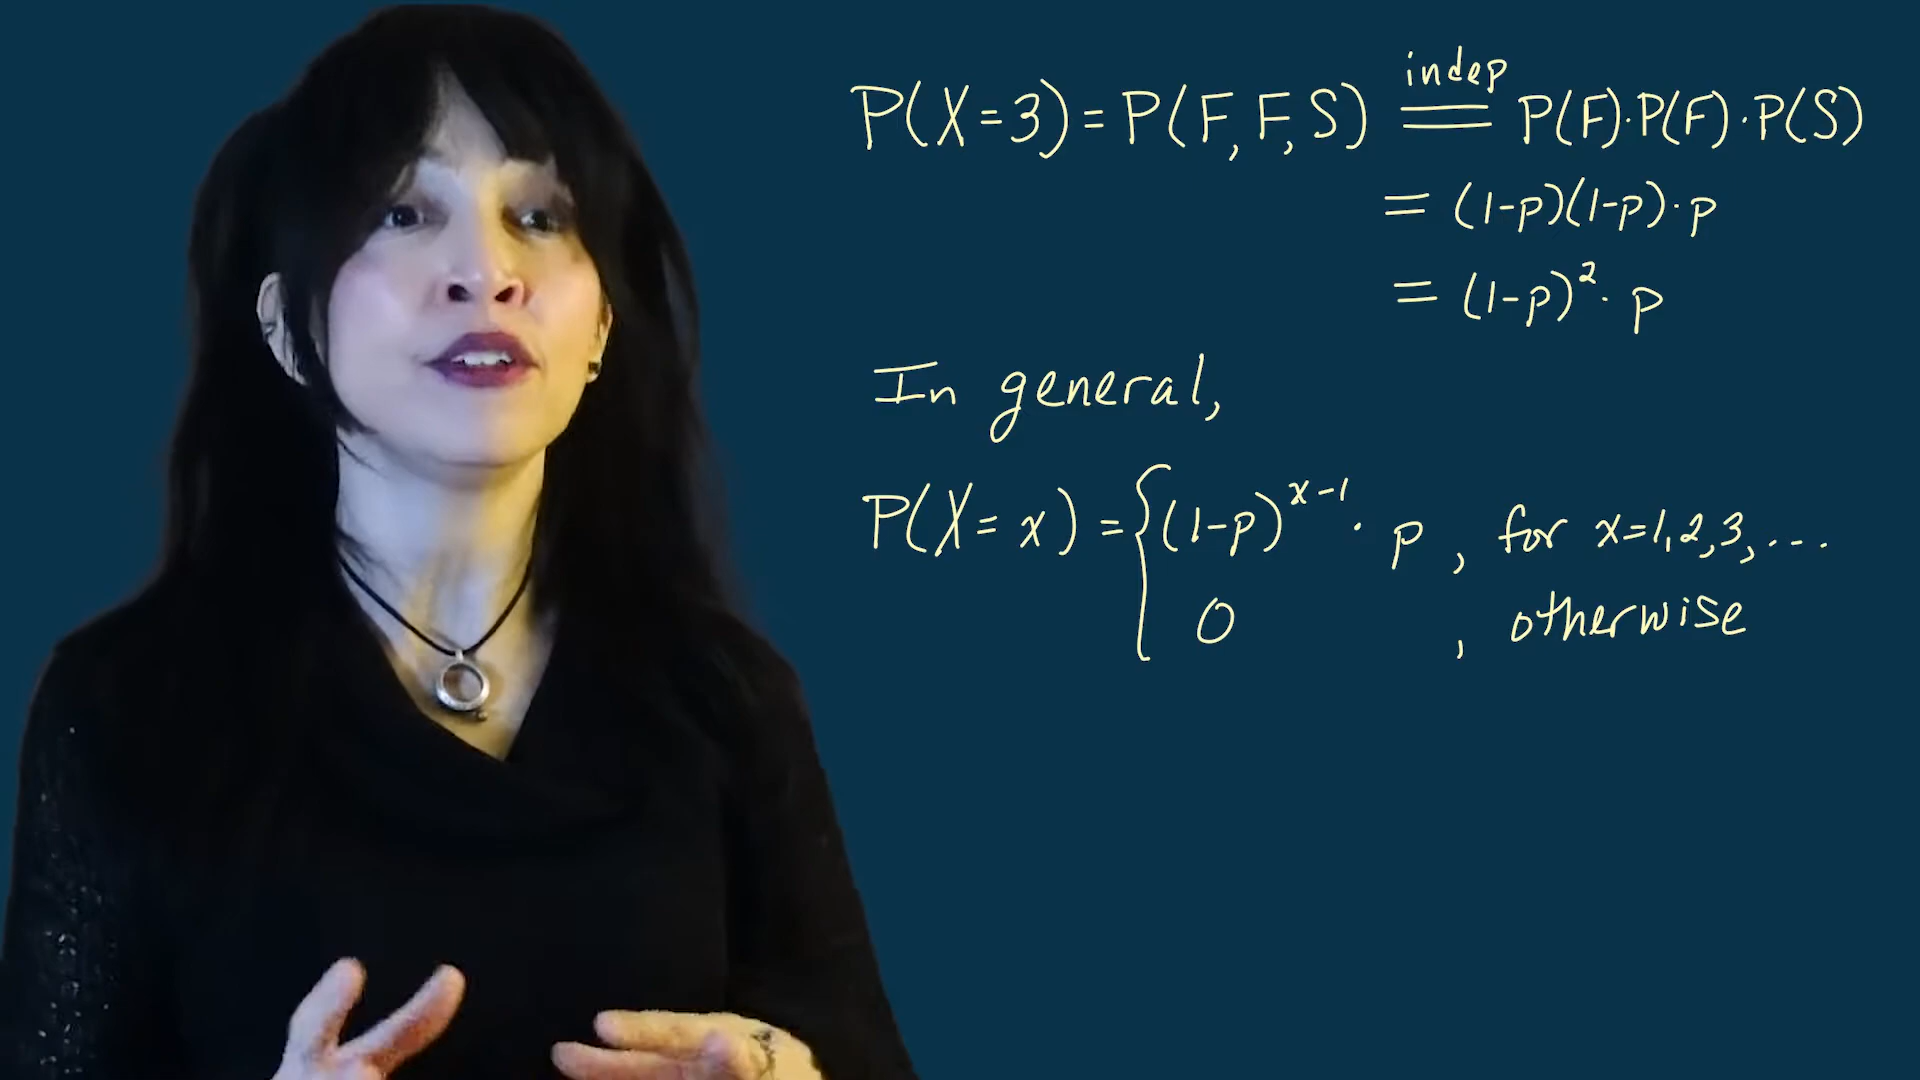 P(X=3) = P(F, F, S) indep = P(F)·P(F)·P(S)
= (1-p)(1-p)·p
= (1-p)²· p
In general,
P(X=x) = { (1-p)^{x-1} · p , for x=1,2,3,...
0 , otherwise